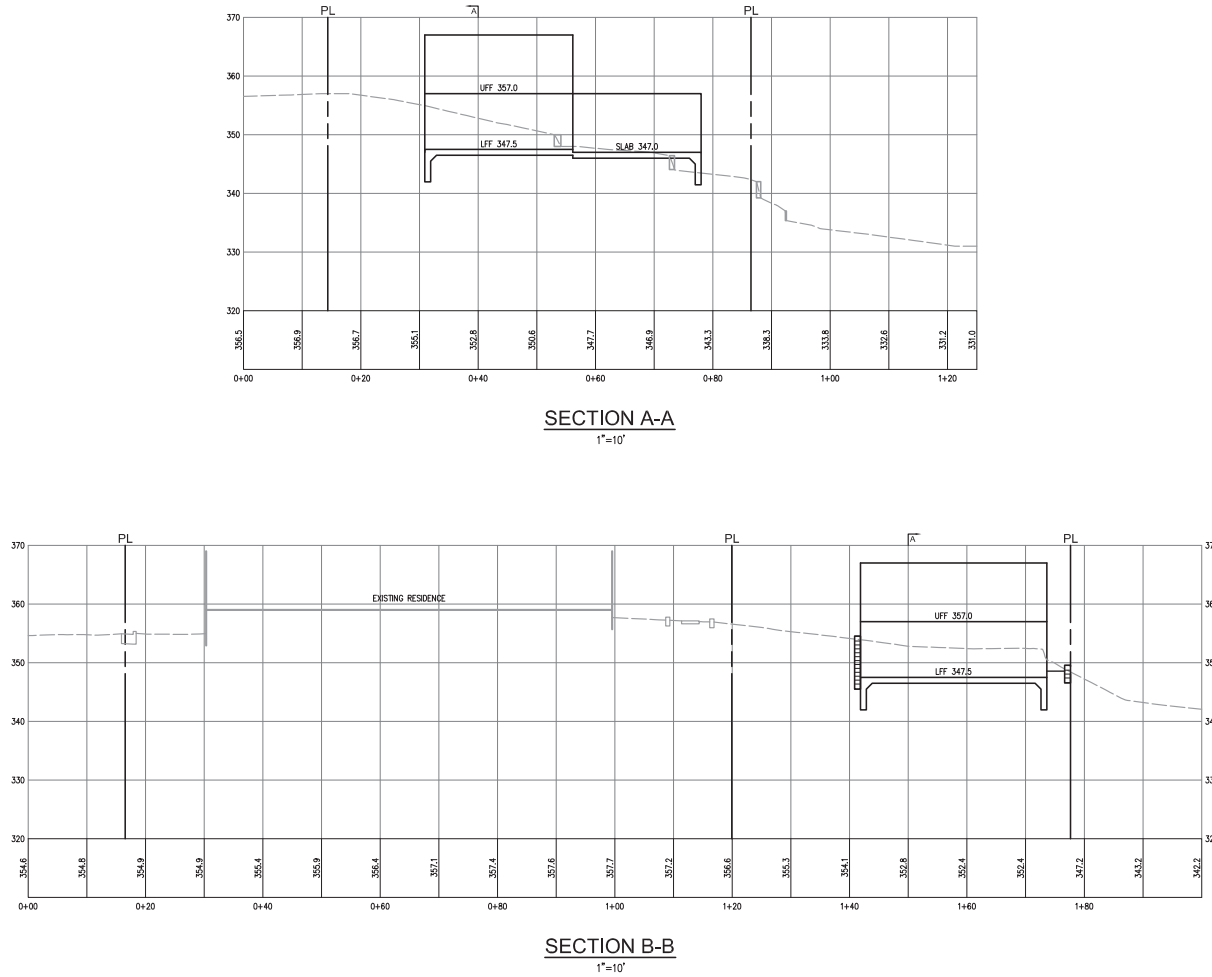 PL A PL
370
360
UFF 357.0
350
LFF 347.5 SLAB 347.0
340
330
320
356.5 356.9 356.7 355.1 352.8 350.6 347.7 346.9 343.3 338.3 333.8 332.6 331.2 331.0
0+00 0+20 0+40 0+60 0+80 1+00 1+20
SECTION A-A
1"=10'
PL PL A PL
370 37
360 EXISTING RESIDENCE 36
UFF 357.0
350 35
LFF 347.5
340 34
330 33
320 32
354.6 354.8 354.9 354.9 355.4 355.9 356.4 357.1 357.4 357.6 357.7 357.2 356.6 355.3 354.1 352.8 352.4 352.4 347.2 343.2 342.2
0+00 0+20 0+40 0+60 0+80 1+00 1+20 1+40 1+60 1+80
SECTION B-B
1"=10'